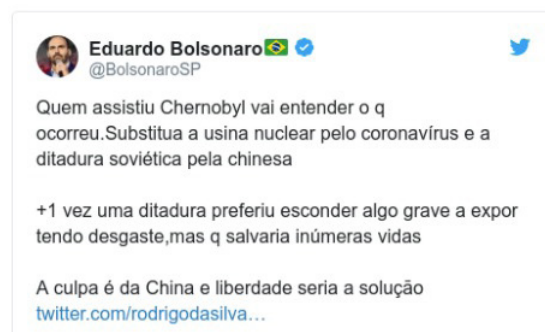 Eduardo Bolsonaro🇧🇷
@BolsonaroSP
Quem assistiu Chernobyl vai entender o q
ocorreu.Substitua a usina nuclear pelo coronavírus e a
ditadura soviética pela chinesa
+1 vez uma ditadura preferiu esconder algo grave a expor
tendo desgaste,mas q salvaria inúmeras vidas
A culpa é da China e liberdade seria a solução
twitter.com/rodrigodasilva…